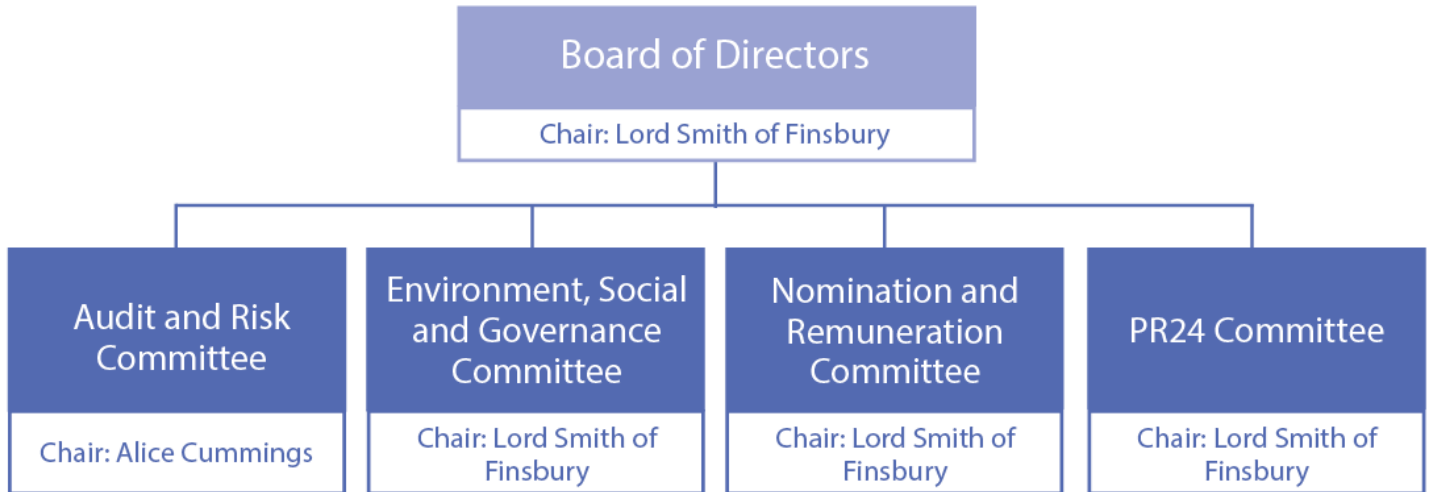 Board of Directors
Chair: Lord Smith of Finsbury
Audit and Risk
Committee
Chair: Alice Cummings
Environment, Social
and Governance
Committee
Chair: Lord Smith of
Finsbury
Nomination and
Remuneration
Committee
Chair: Lord Smith of
Finsbury
PR24 Committee
Chair: Lord Smith of
Finsbury